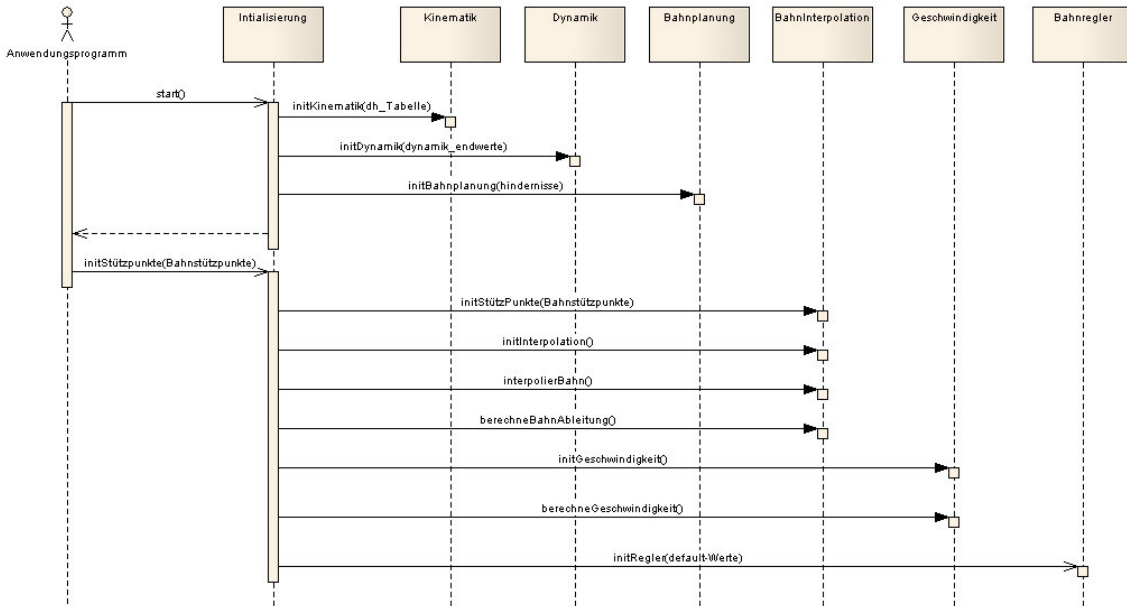 Anwendungsprogramm
Intialisierung
Kinematik
Dynamik
Bahnplanung
BahnInterpolation
Geschwindigkeit
Bahnregler
start()
initKinematik(dh_Tabelle)
initDynamik(dynamik_endwerte)
initBahnplanung(hindernisse)
initStützpunkte(Bahnstützpunkte)
initStützPunkte(Bahnstützpunkte)
initInterpolation()
interpolierBahn()
berechneBahnAbleitung()
initGeschwindigkeit()
berechneGeschwindigkeit()
initRegler(default-Werte)